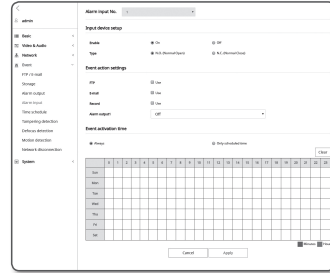 admin
Basic
Video & Audio
Network
Event
FTP / E-mail
Storage
Alarm output
Alarm input
Time schedule
Tampering detection
Defocus detection
Motion detection
Network disconnection
System
Alarm Input No. 1
Input device setup
Enable On Off
Type N.O.(Normal Open) N.C.(Normal Close)
Event action settings
FTP Use
E-mail Use
Record Use
Alarm output1 Off
Event activation time
Always Only scheduled time
Clear
0 1 2 3 4 5 6 7 8 9 10 11 12 13 14 15 16 17 18 19 20 21 22 23
Sun
Mon
Tue
Wed
Thu
Fri
Sat
Minutes
Cancel Apply